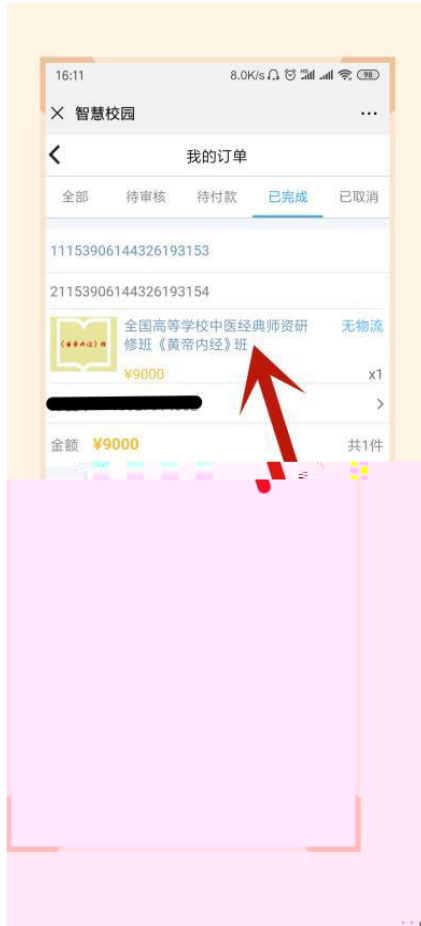 16:11 8.0K/s 98
智慧校园
我的订单
全部 待审核 待付款 已完成 已取消
11153906144326193153
21153906144326193154
全国高等学校中医经典师资研 无物流
修班《黄帝内经》班
¥9000 x1
金额 ¥9000 共1件